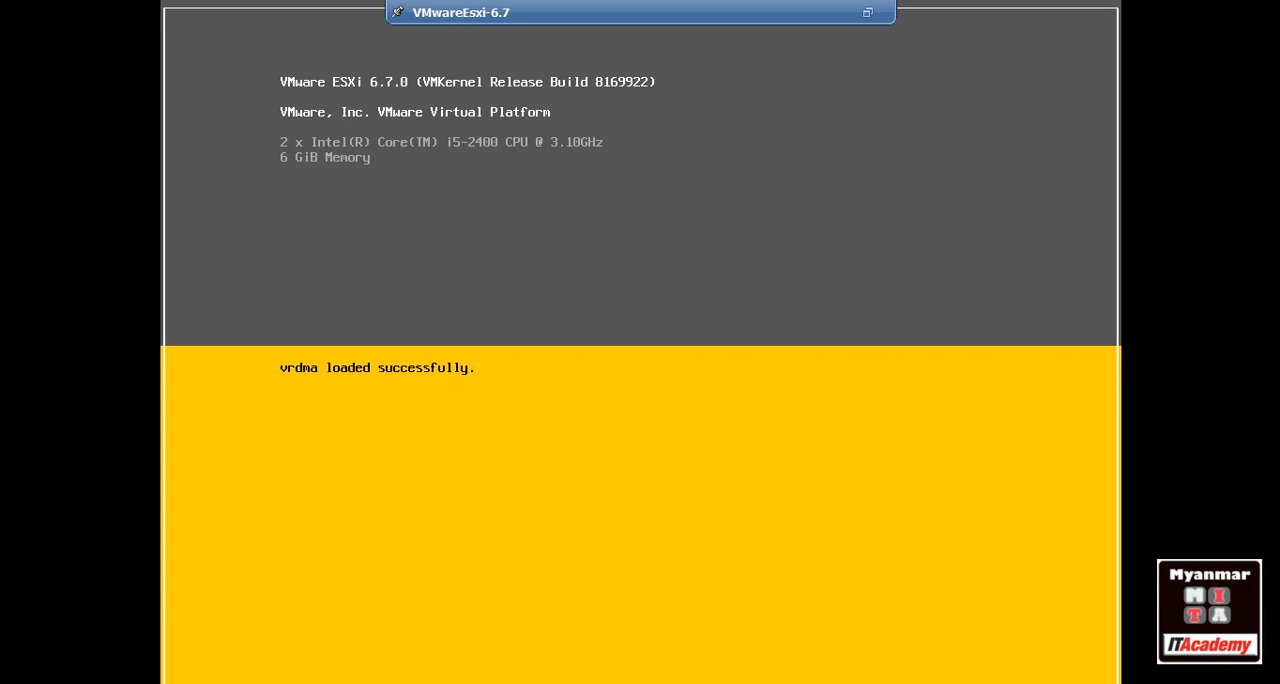 VMwareEsxi-6.7
VMware ESXi 6.7.0 (VMKernel Release Build 8169922)
VMware, Inc. VMware Virtual Platform
2 x Intel(R) Core(TM) i5-2400 CPU @ 3.10GHz
6 GiB Memory
vrdma loaded successfully.
Myanmar
M I
T A
ITAcademy